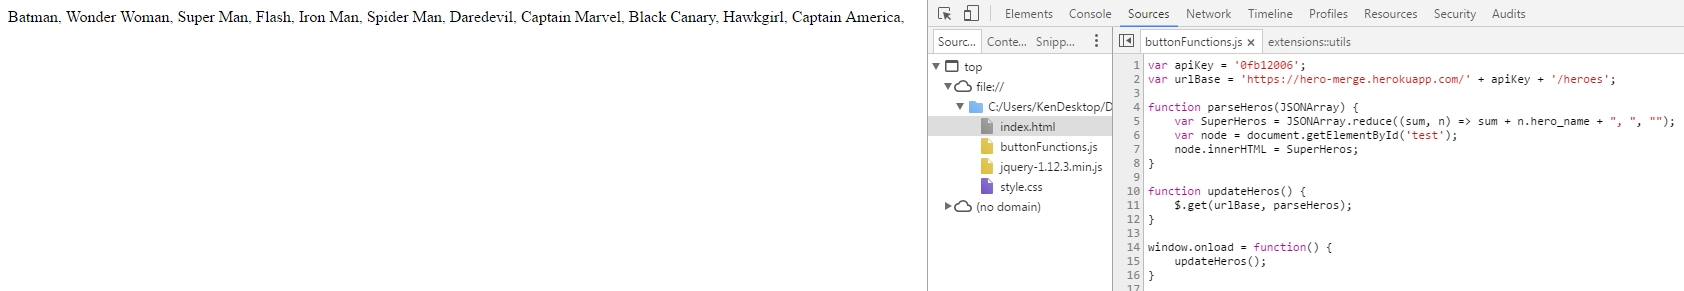 Batman, Wonder Woman, Super Man, Flash, Iron Man, Spider Man, Daredevil, Captain Marvel, Black Canary, Hawkgirl, Captain America,
Elements Console Sources Network Timeline Profiles Resources Security Audits
Sourc... Conte... Snipp...
top
file://
C:/Users/KenDesktop/D
index.html
buttonFunctions.js
jquery-1.12.3.min.js
style.css
(no domain)
buttonFunctions.js × extensions::utils
1 var apiKey = '0fb12006';
2 var urlBase = 'https://hero-merge.herokuapp.com/' + apiKey + '/heroes';
3
4 function parseHeros(JSONArray) {
5 var SuperHeros = JSONArray.reduce((sum, n) => sum + n.hero_name + ", ", "");
6 var node = document.getElementById('test');
7 node.innerHTML = SuperHeros;
8 }
9
10 function updateHeros() {
11 $.get(urlBase, parseHeros);
12 }
13
14 window.onload = function() {
15 updateHeros();
16 }
17